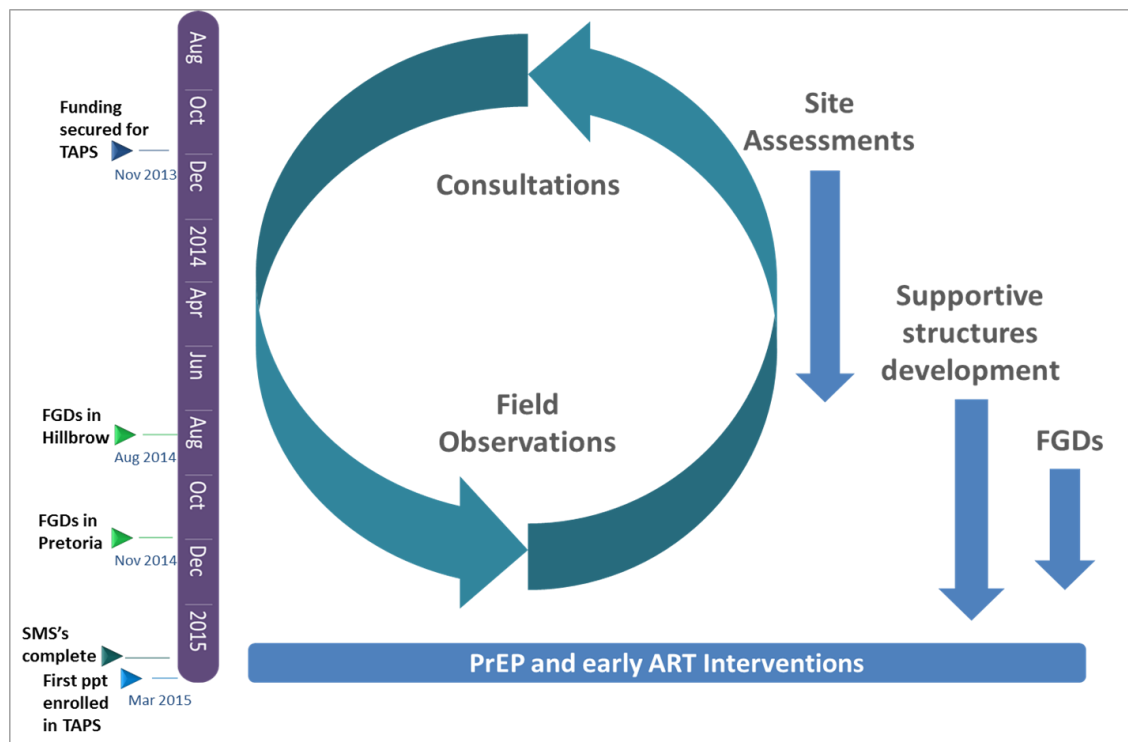 Funding
secured for
TAPS
Nov 2013
FGDs in
Hillbrow
Aug 2014
FGDs in
Pretoria
Nov 2014
SMS's
complete
First ppt
enrolled
in TAPS
Mar 2015
Aug
Oct
Dec
2014
Apr
Jun
Aug
Oct
Dec
2015
Consultations
Field
Observations
Site
Assessments
Supportive
structures
development
FGDs
PrEP and early ART Interventions